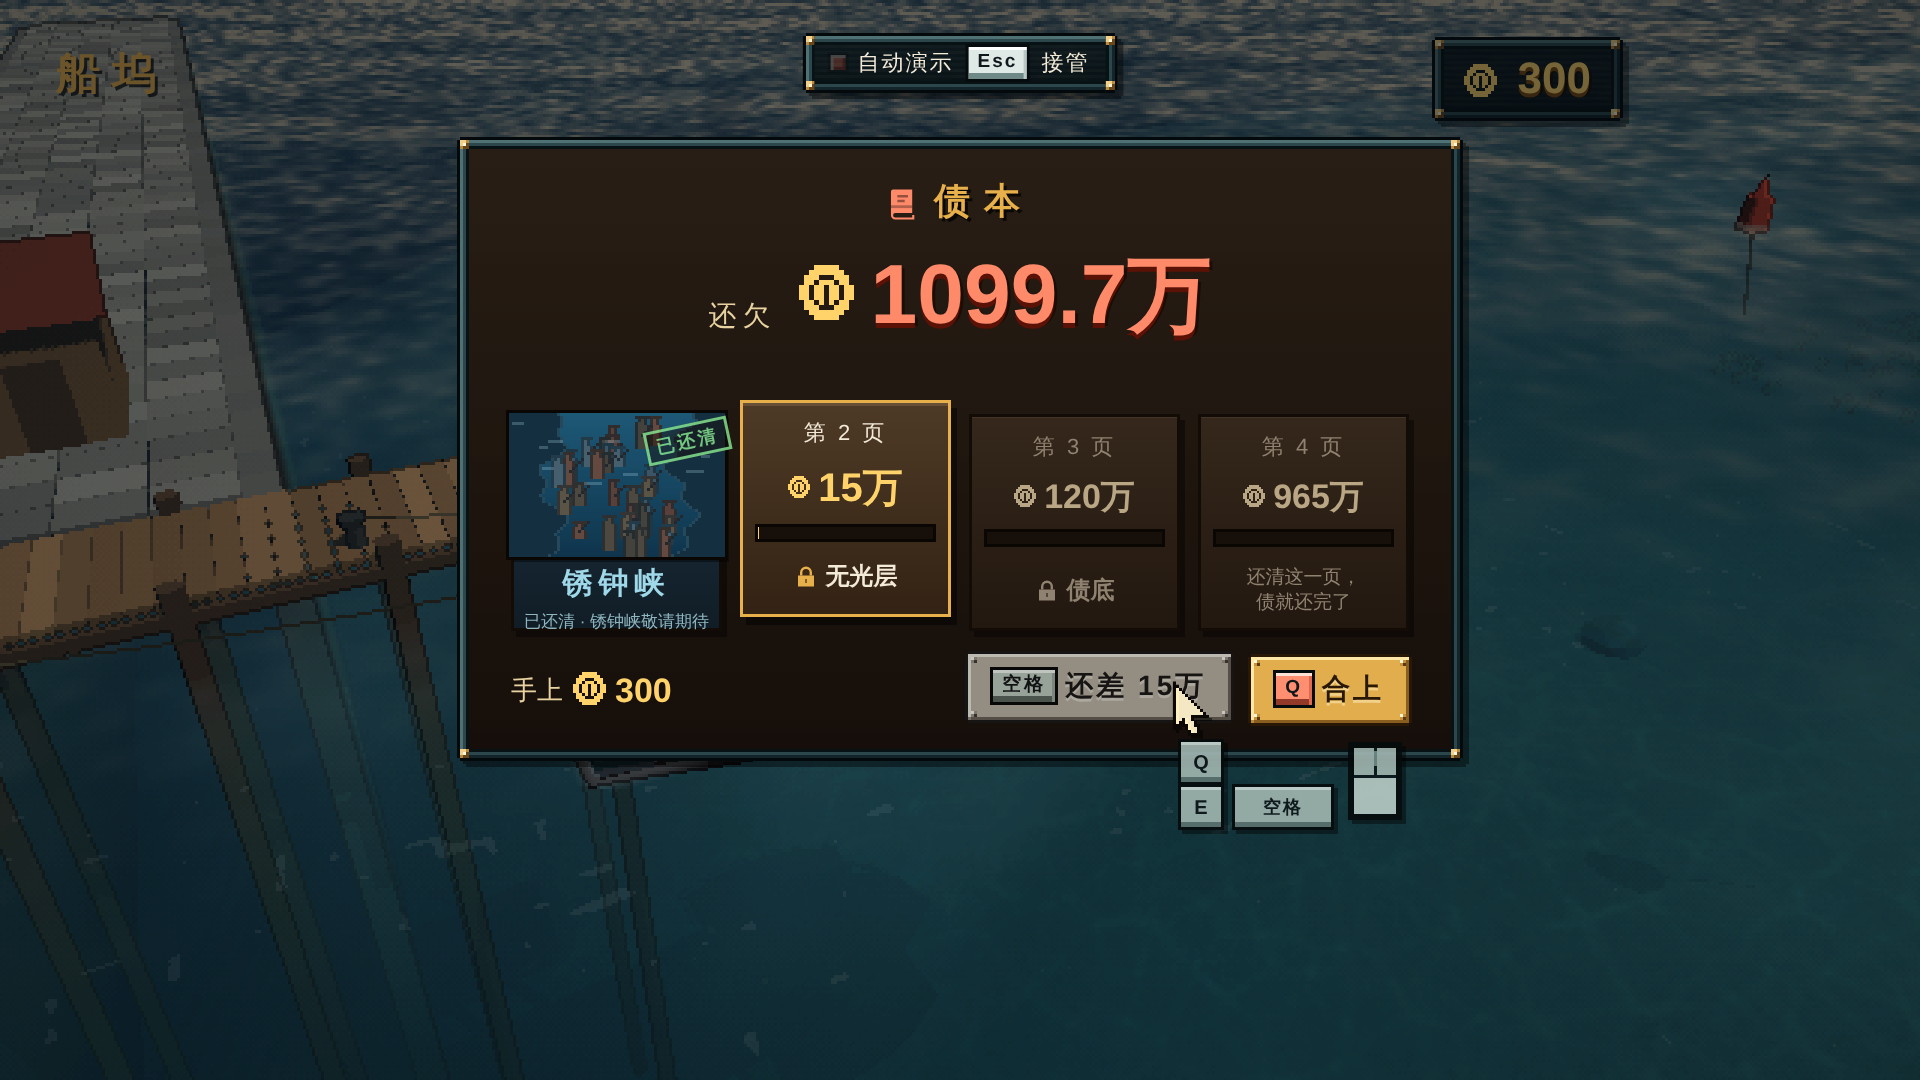 船坞
自动演示 Esc 接管
300
债本
还欠 1099.7万
已还清
锈钟峡
已还清 · 锈钟峡敬请期待
第 2 页
15万
无光层
第 3 页
120万
债底
第 4 页
965万
还清这一页，
债就还完了
手上 300
空格 还差 15万
Q 合上
Q
E 空格